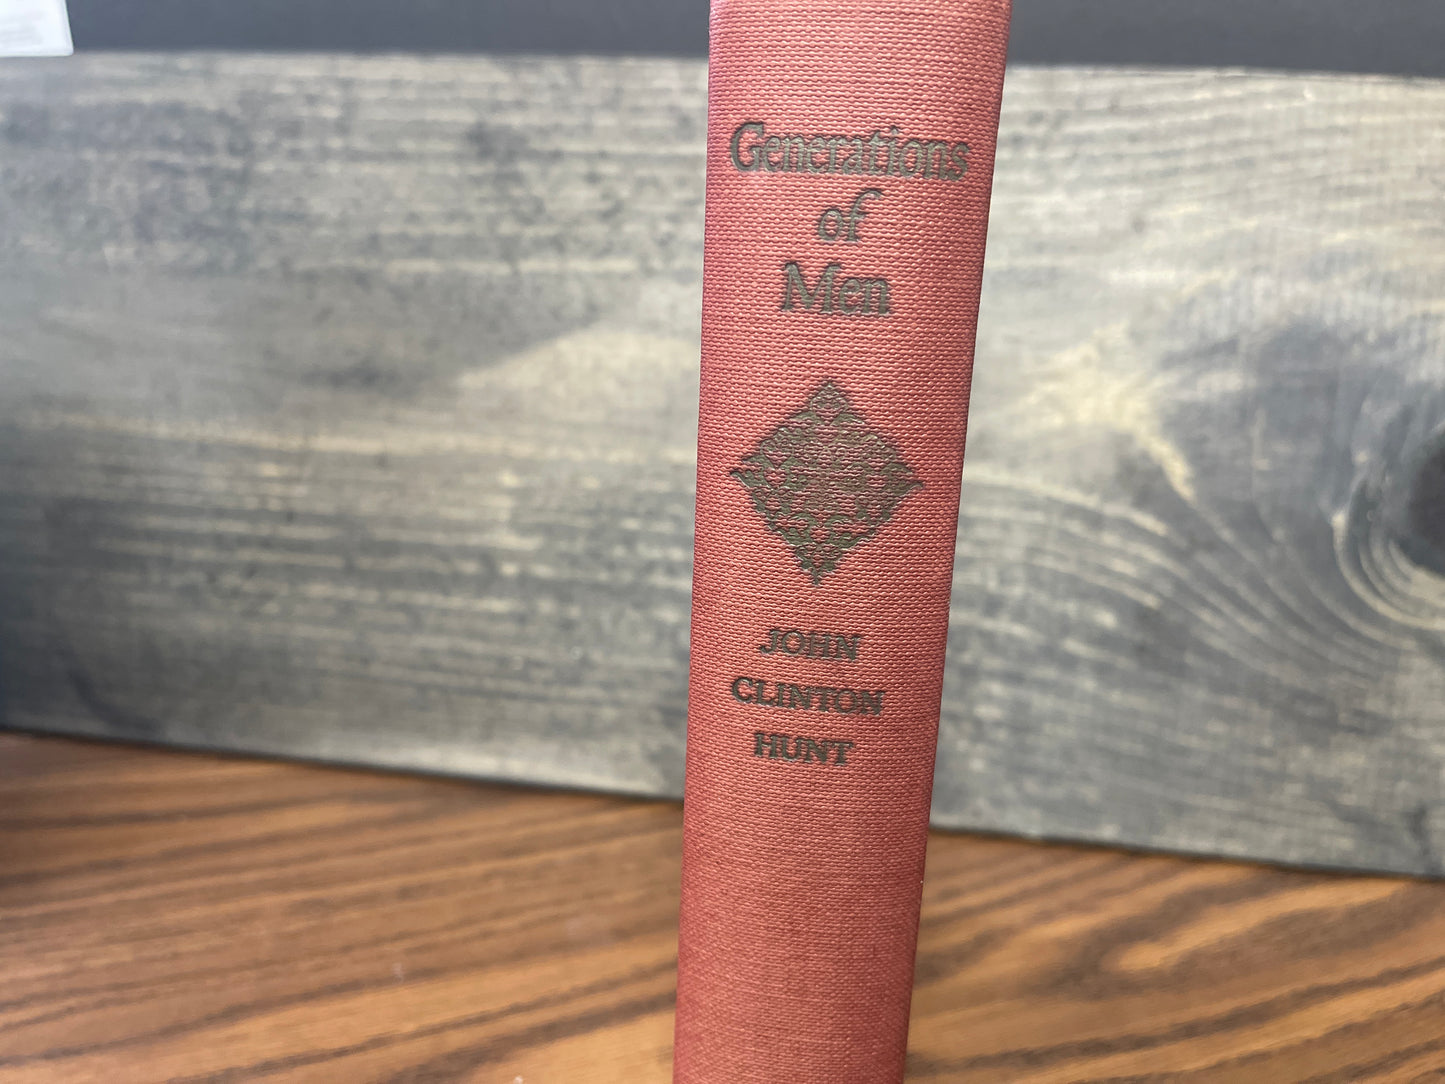 Generations
of
Men
JOHN
CLINTON
HUNT